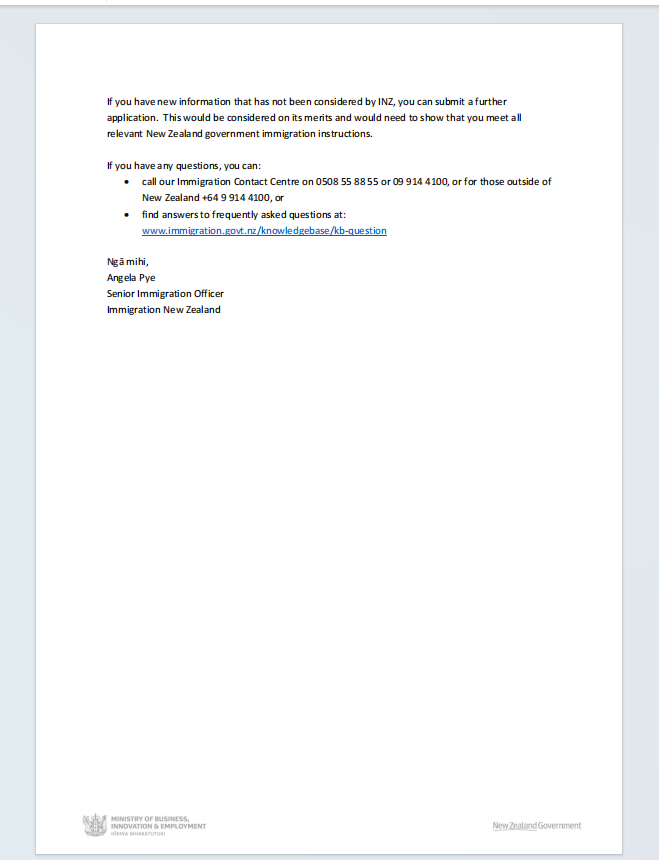 If you have new information that has not been considered by INZ, you can submit a further
application. This would be considered on its merits and would need to show that you meet all
relevant New Zealand government immigration instructions.
If you have any questions, you can:
• call our Immigration Contact Centre on 0508 55 88 55 or 09 914 4100, or for those outside of
New Zealand +64 9 914 4100, or
• find answers to frequently asked questions at:
www.immigration.govt.nz/knowledgebase/kb-question
Ngā mihi,
Angela Pye
Senior Immigration Officer
Immigration New Zealand
MINISTRY OF BUSINESS,
INNOVATION & EMPLOYMENT
HĪKINA WHAKATUTUKI
New Zealand Government